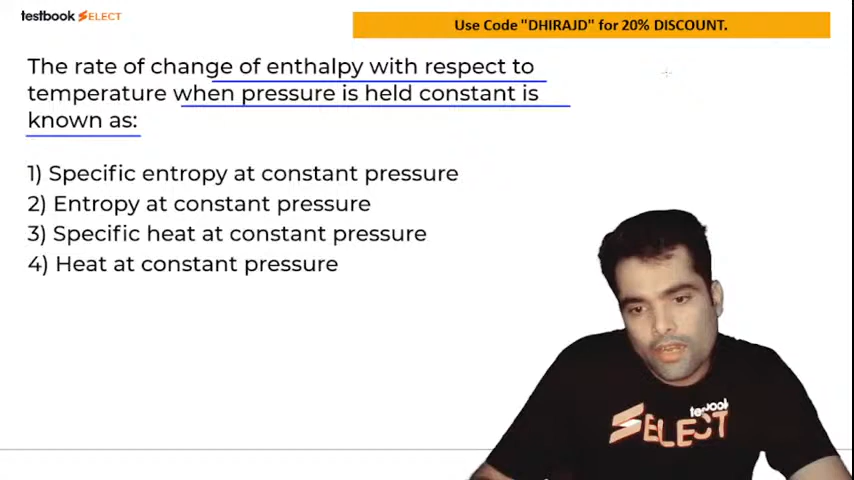 testbook SELECT
Use Code "DHIRAJD" for 20% DISCOUNT.
The rate of change of enthalpy with respect to
temperature when pressure is held constant is
known as:
1) Specific entropy at constant pressure
2) Entropy at constant pressure
3) Specific heat at constant pressure
4) Heat at constant pressure
testbook
SELECT